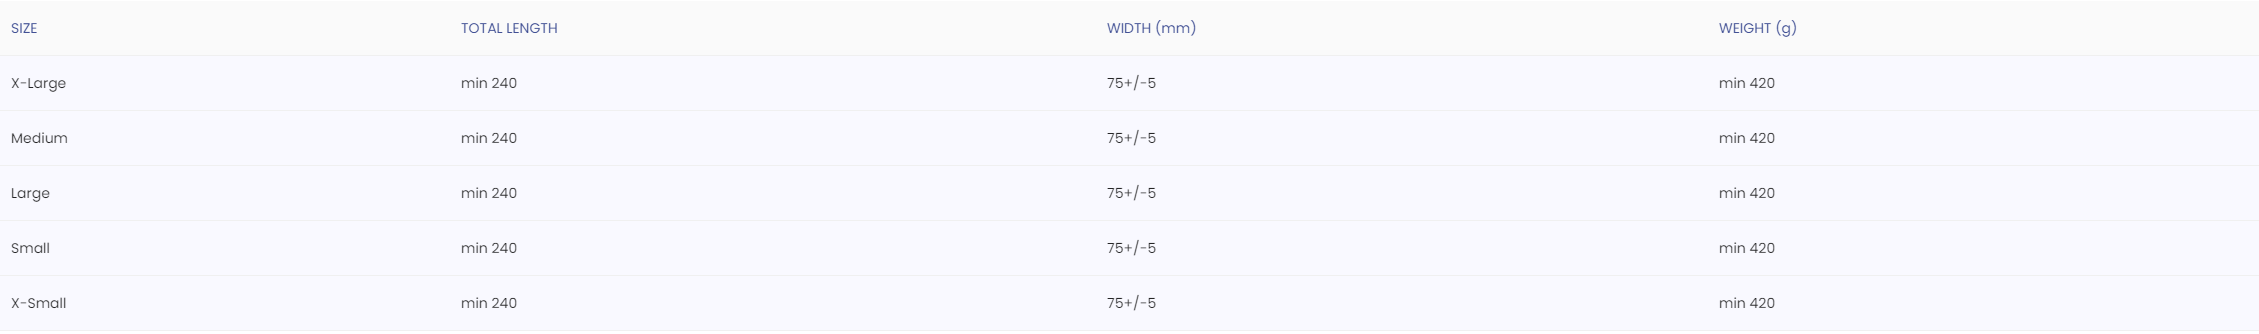 SIZE TOTAL LENGTH WIDTH (mm) WEIGHT (g)
X-Large min 240 75+/-5 min 420
Medium min 240 75+/-5 min 420
Large min 240 75+/-5 min 420
Small min 240 75+/-5 min 420
X-Small min 240 75+/-5 min 420